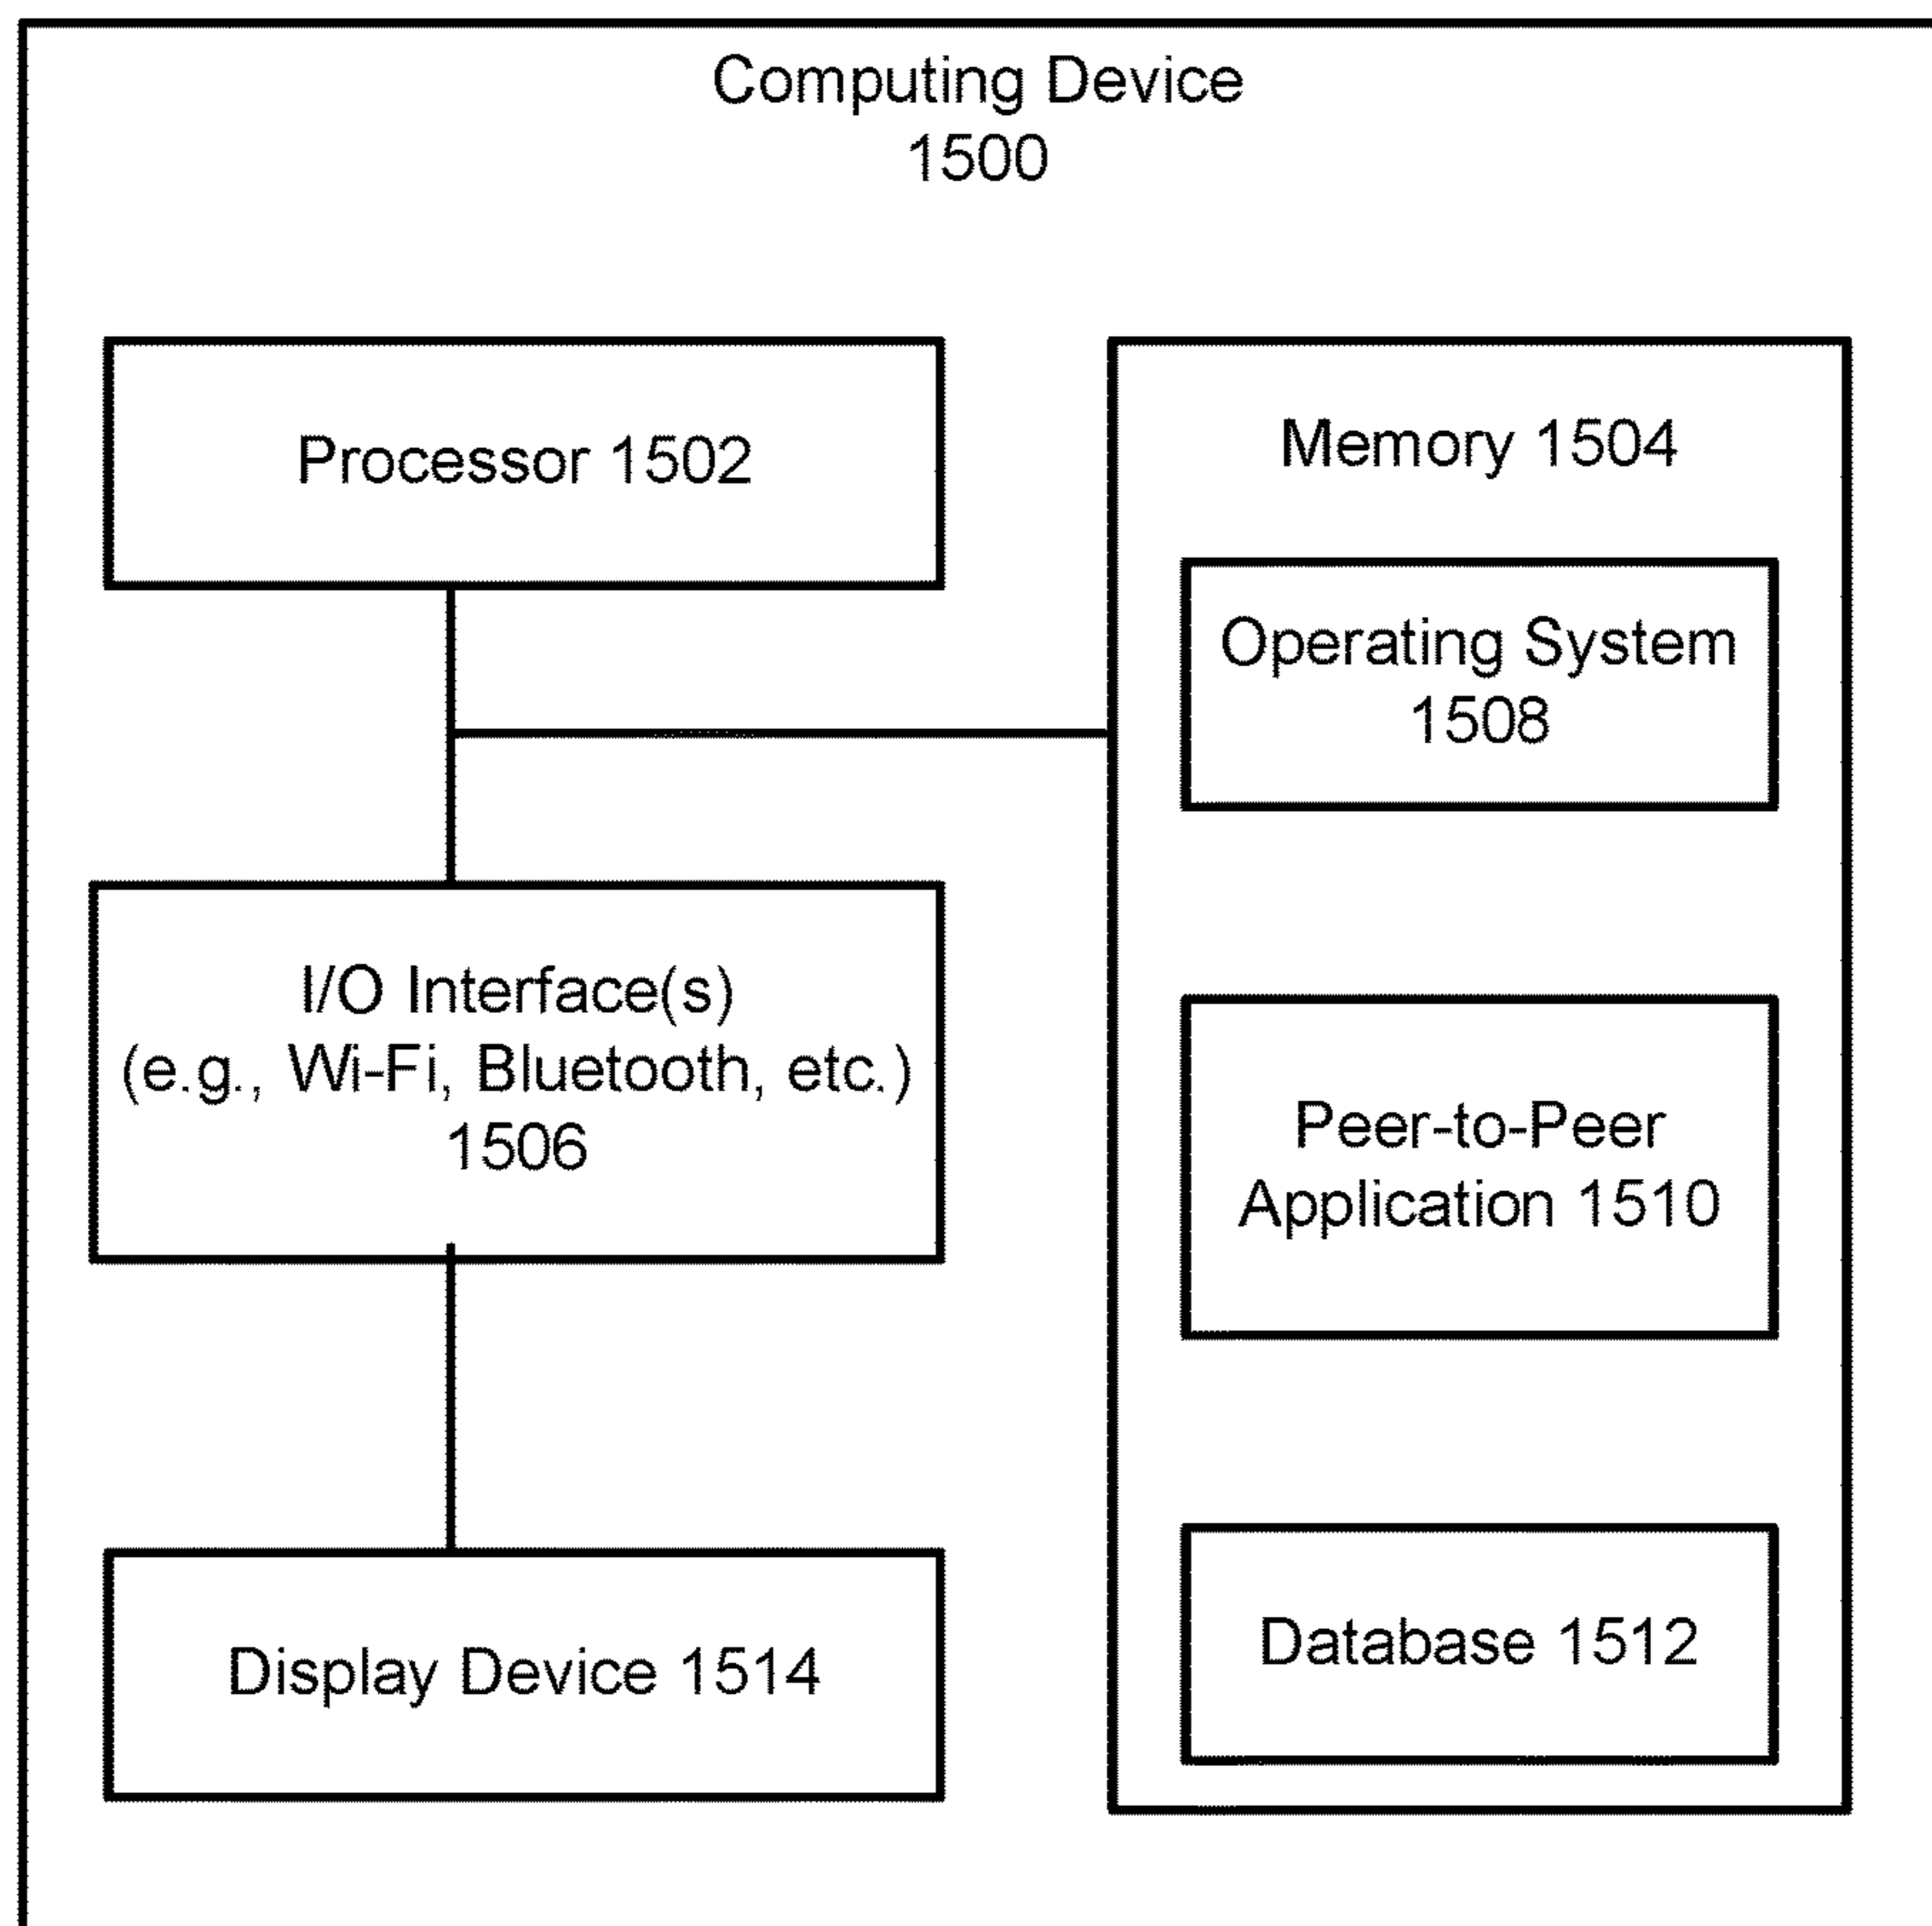 Computing Device
1500
Processor 1502
Memory 1504
Operating System
1508
I/O Interface(s)
(e.g., Wi-Fi, Bluetooth, etc.)
1506
Peer-to-Peer
Application 1510
Display Device 1514
Database 1512